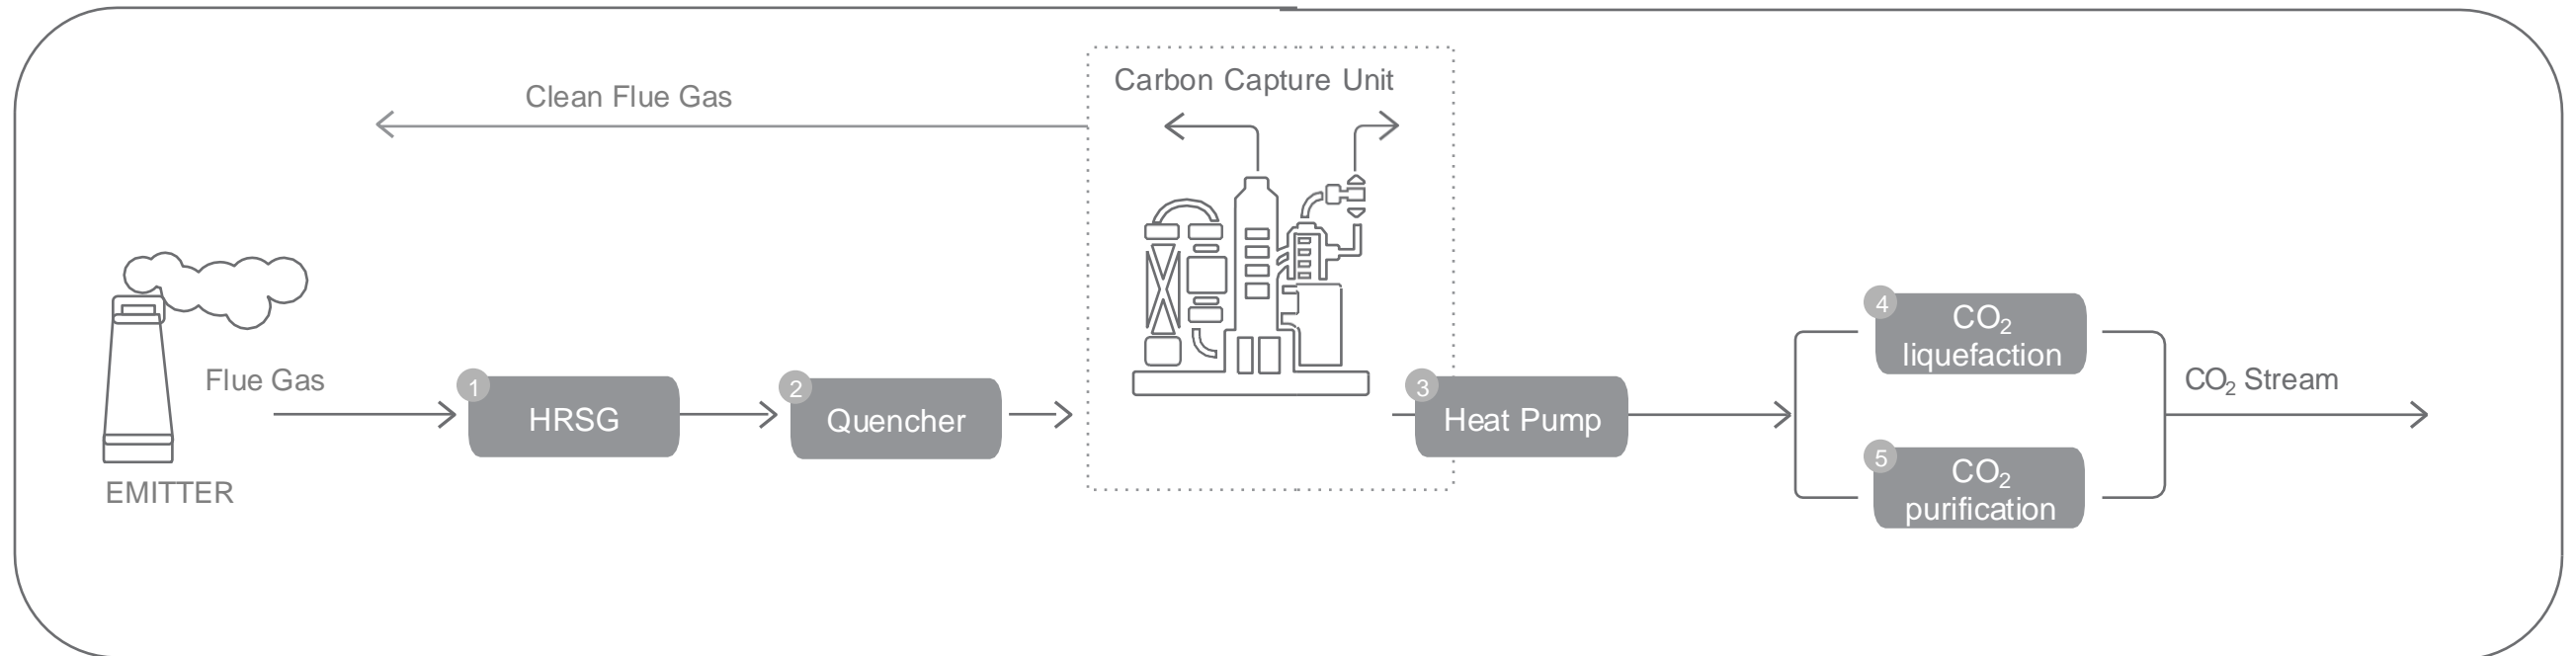 Clean Flue Gas
Carbon Capture Unit
Flue Gas
EMITTER
1
HRSG
2
Quencher
3
Heat Pump
4
CO₂
liquefaction
5
CO₂
purification
CO₂ Stream